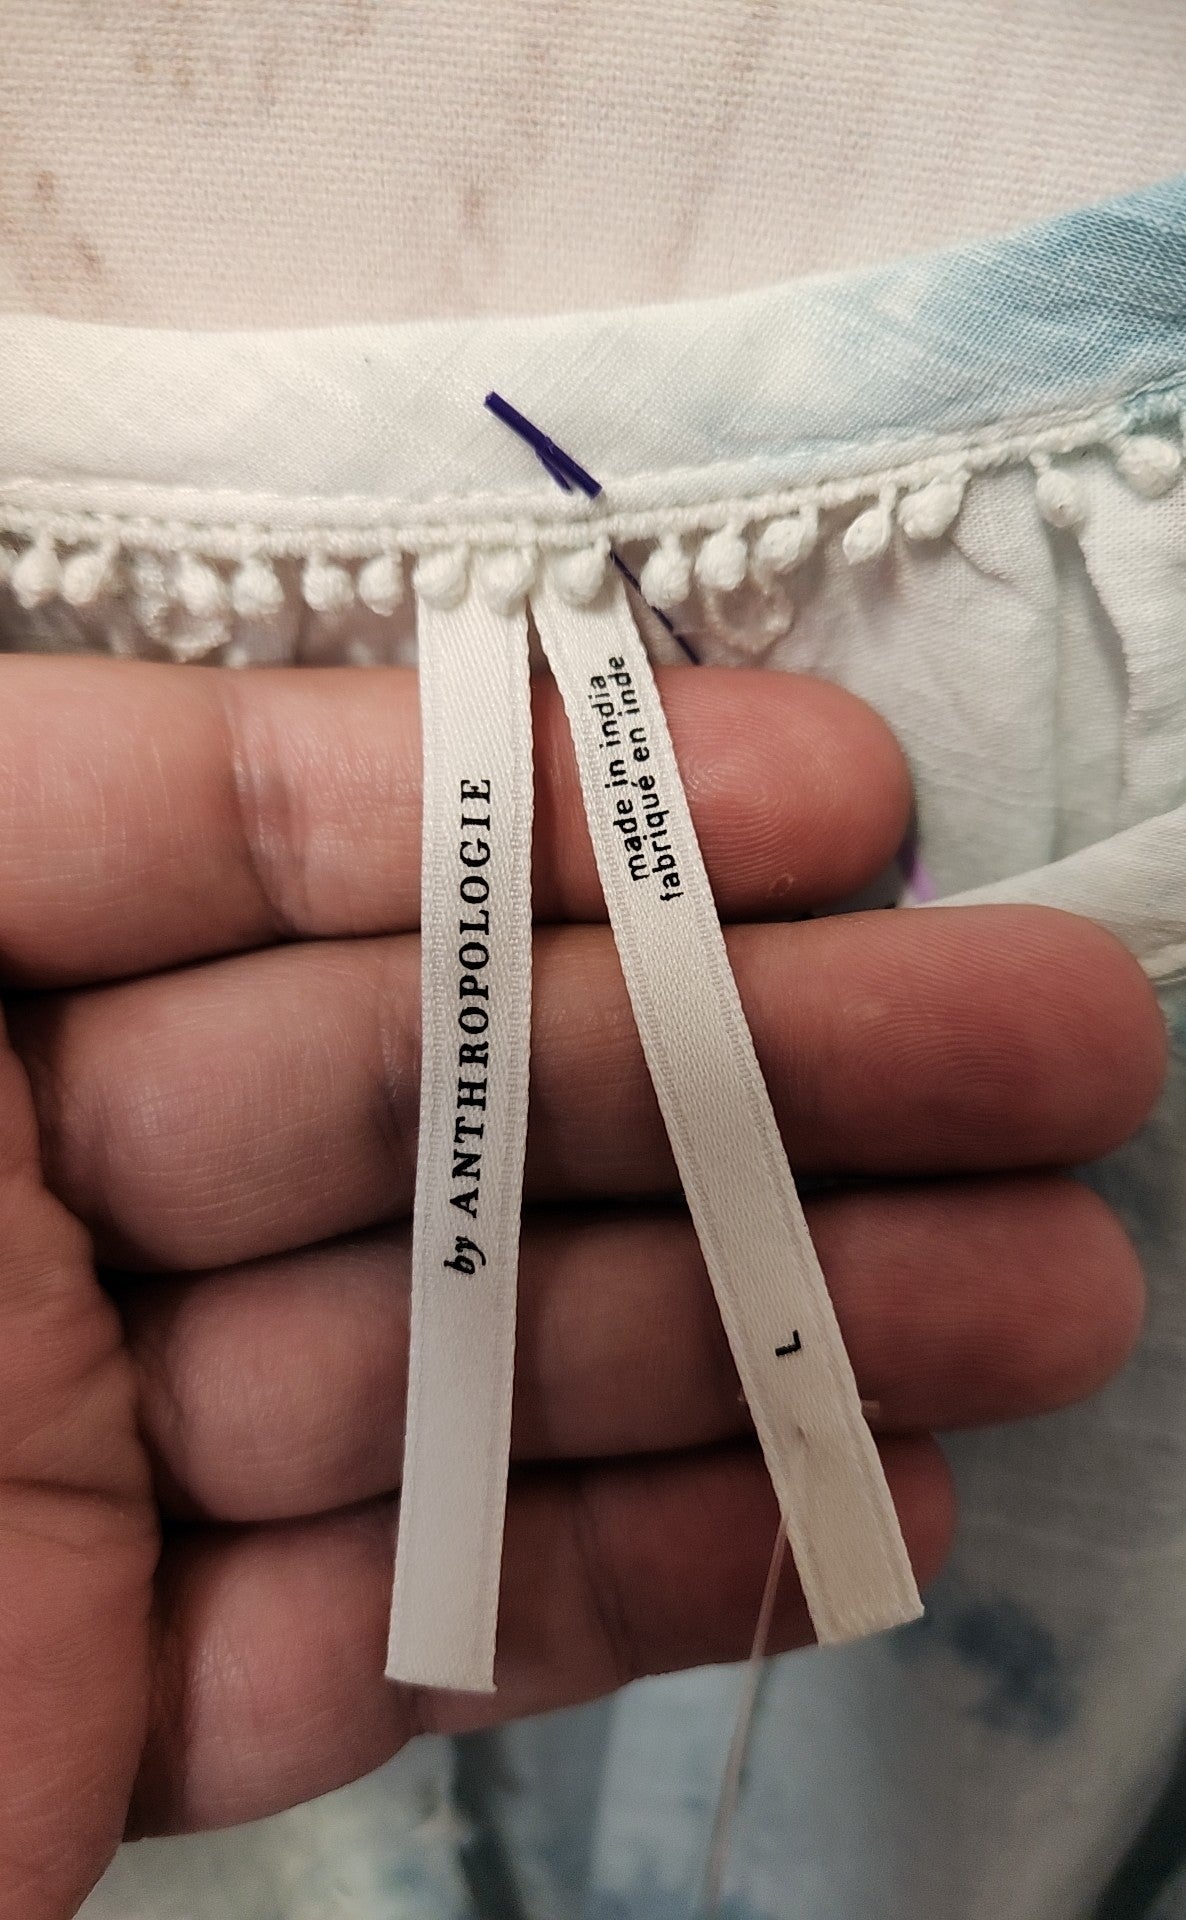 by ANTHROPOLOGIE
made in india
fabriqué en inde
L